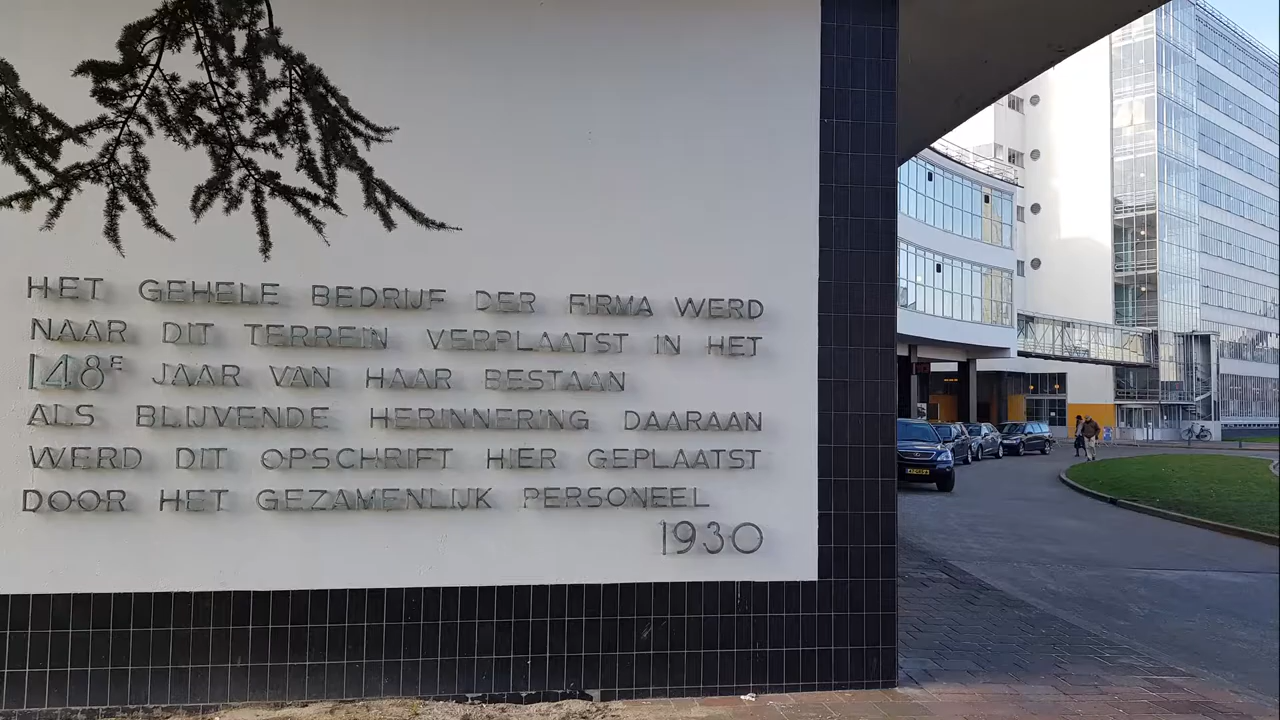 HET GEHELE BEDRIJF DER FIRMA WERD
NAAR DIT TERREIN VERPLAATST IN HET
148E JAAR VAN HAAR BESTAAN
ALS BLIJVENDE HERINNERING DAARAAN
WERD DIT OPSCHRIFT HIER GEPLAATST
DOOR HET GEZAMENLIJK PERSONEEL
1930